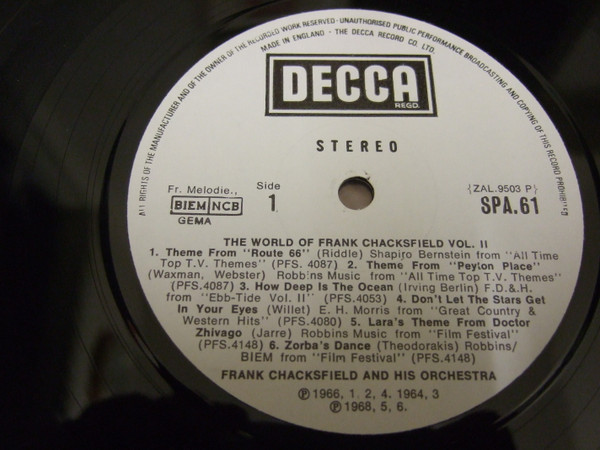 ALL RIGHTS OF THE MANUFACTURER AND OF THE OWNER OF THE RECORDED WORK RESERVED · UNAUTHORISED PUBLIC PERFORMANCE BROADCASTING AND COPYING OF THIS RECORD PROHIBITED
MADE IN ENGLAND · THE DECCA RECORD CO. LTD.
DECCA
REGD.
STEREO
Fr. Melodie.,
BIEM NCB
GEMA
Side
1
{ZAL.9503 P}
SPA.61
THE WORLD OF FRANK CHACKSFIELD VOL. II
1. Theme From "Route 66" (Riddle) Shapiro Bernstein from "All Time
Top T.V. Themes" (PFS. 4087) 2. Theme From "Peyton Place"
(Waxman, Webster) Robbins Music from "All Time Top T.V. Themes"
(PFS.4087) 3. How Deep Is The Ocean (Irving Berlin) F.D.&H.
from "Ebb-Tide Vol. II" (PFS.4053) 4. Don't Let The Stars Get
In Your Eyes (Willet) E. H. Morris from "Great Country &
Western Hits" (PFS.4080) 5. Lara's Theme From Doctor
Zhivago (Jarre) Robbins Music from "Film Festival"
(PFS.4148) 6. Zorba's Dance (Theodorakis) Robbins/
BIEM from "Film Festival" (PFS.4148)
FRANK CHACKSFIELD AND HIS ORCHESTRA
℗ 1966, 1. 2, 4. 1964, 3
℗ 1968, 5, 6.